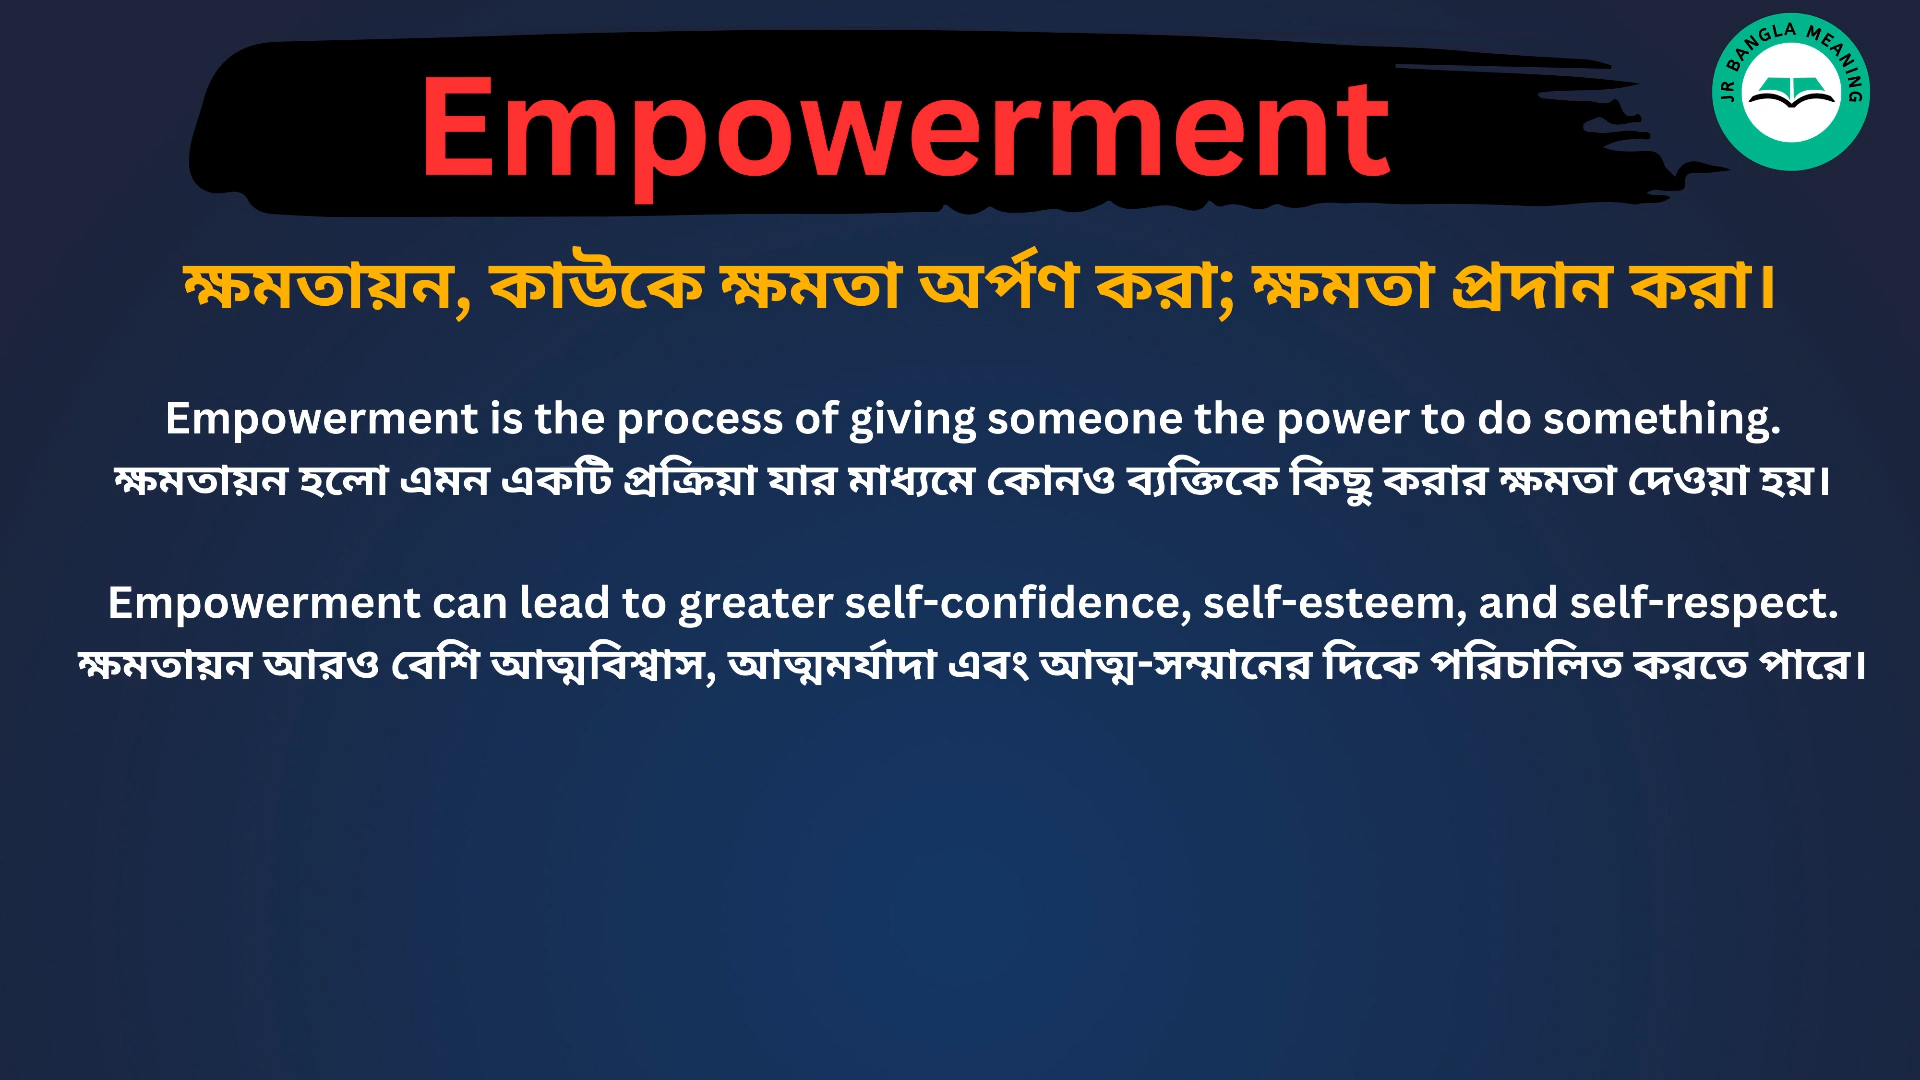 JR BANGLA MEANING
Empowerment
ক্ষমতায়ন, কাউকে ক্ষমতা অর্পণ করা; ক্ষমতা প্রদান করা।
Empowerment is the process of giving someone the power to do something.
ক্ষমতায়ন হলো এমন একটি প্রক্রিয়া যার মাধ্যমে কোনও ব্যক্তিকে কিছু করার ক্ষমতা দেওয়া হয়।
Empowerment can lead to greater self-confidence, self-esteem, and self-respect.
ক্ষমতায়ন আরও বেশি আত্মবিশ্বাস, আত্মমর্যাদা এবং আত্ম-সম্মানের দিকে পরিচালিত করতে পারে।